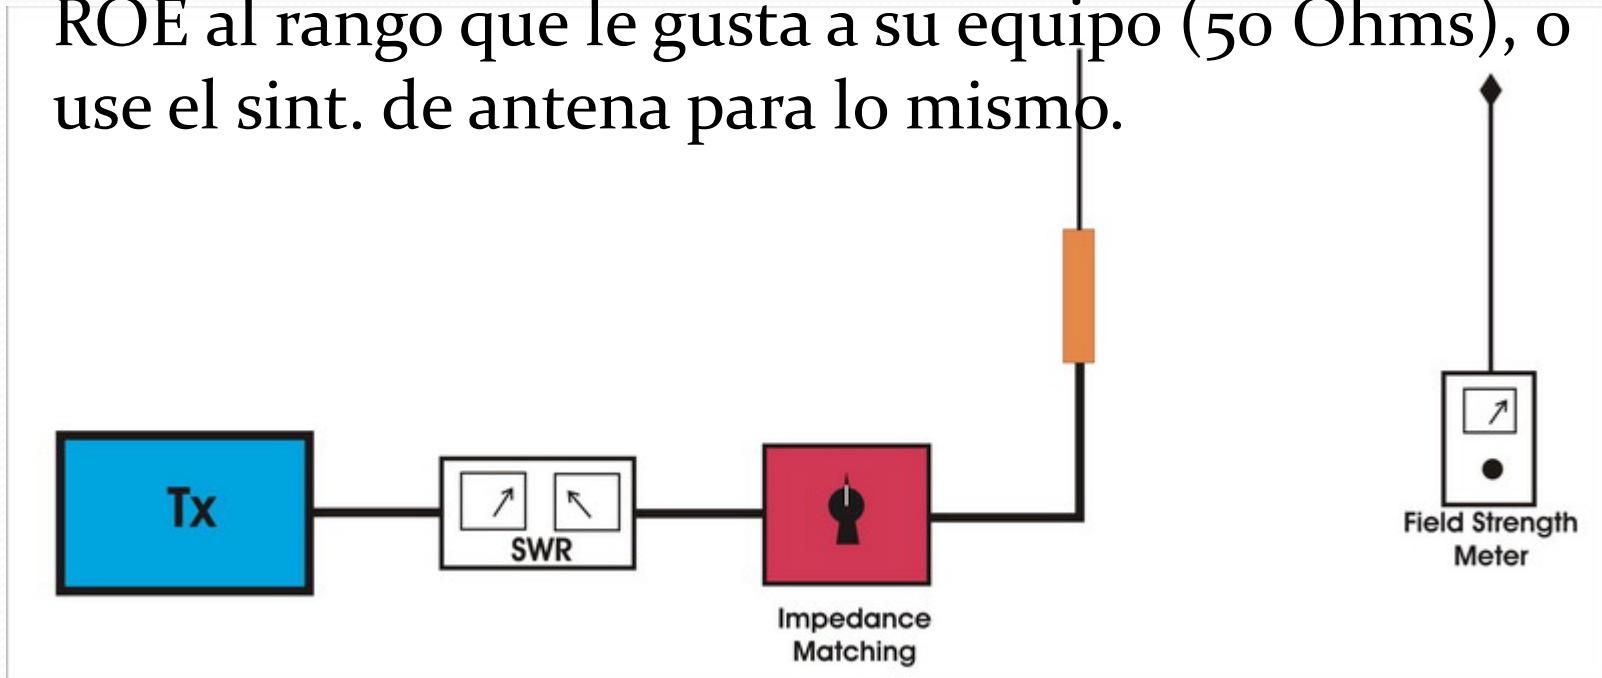 ROE al rango que le gusta a su equipo (50 Ohms), o
use el sint. de antena para lo mismo.
Tx
SWR
Impedance
Matching
Field Strength
Meter